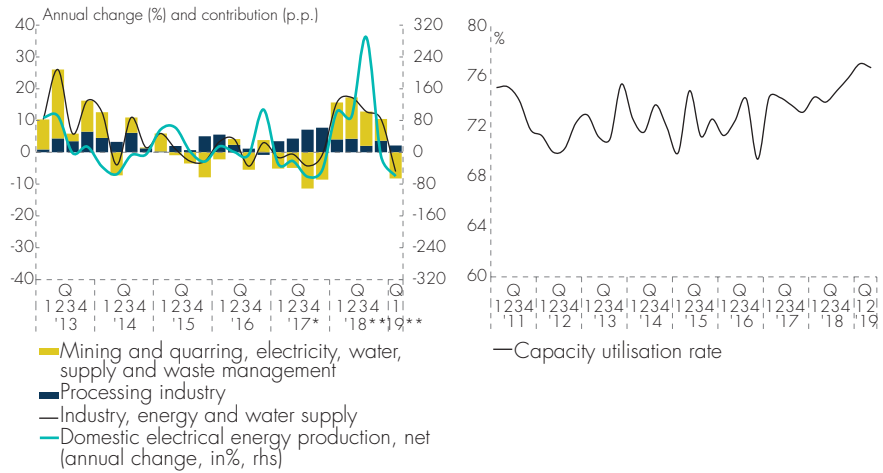 Annual change (%) and contribution (p.p.)
40 320
30 240
20 160
10 80
0 0
-10 -80
-20 -160
-30 -240
-40 -320
Q Q Q Q Q Q Q
1234 1234 1234 1234 1234 1234 1
'13 '14 '15 '16 '17* '18** '19**
Mining and quarring, electricity, water,
supply and waste management
Processing industry
Industry, energy and water supply
Domestic electrical energy production, net
(annual change, in%, rhs)
80
%
76
72
68
64
60
Q Q Q Q Q Q Q Q Q
1234 1234 1234 1234 1234 1234 1234 1234 12
'11 '12 '13 '14 '15 '16 '17 '18 '19
Capacity utilisation rate